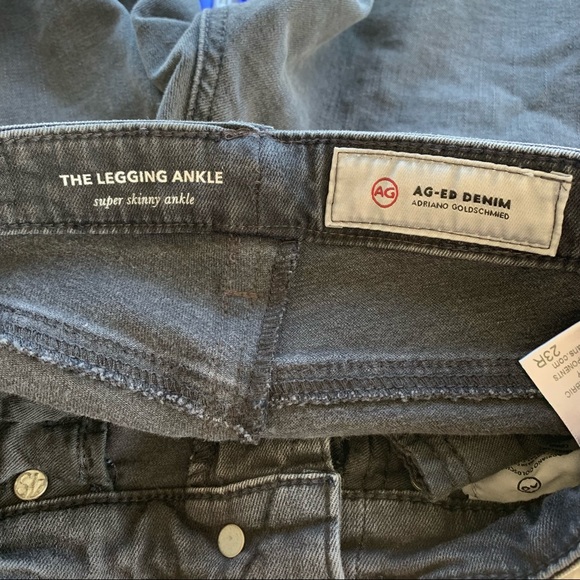 THE LEGGING ANKLE
super skinny ankle
AG
AG-ED DENIM
ADRIANO GOLDSCHMIED
23R